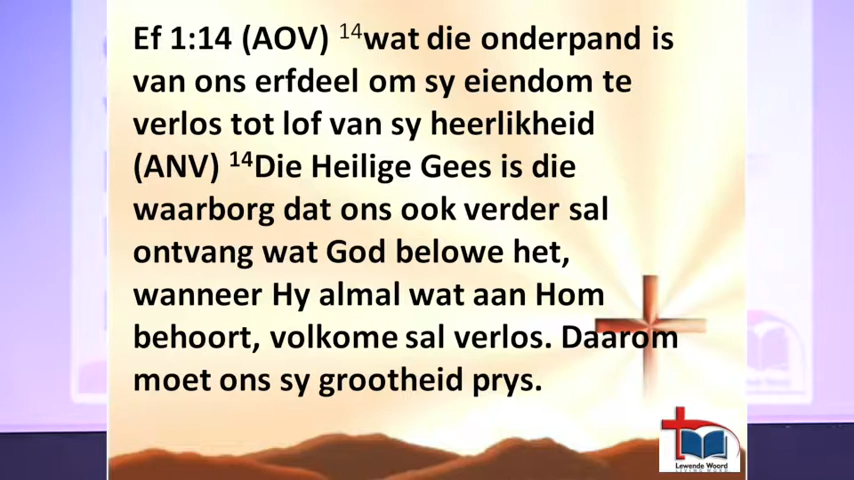 Ef 1:14 (AOV) ¹⁴wat die onderpand is
van ons erfdeel om sy eiendom te
verlos tot lof van sy heerlikheid
(ANV) ¹⁴Die Heilige Gees is die
waarborg dat ons ook verder sal
ontvang wat God belowe het,
wanneer Hy almal wat aan Hom
behoort, volkome sal verlos. Daarom
moet ons sy grootheid prys.
Lewende Woord
LIVING WORD